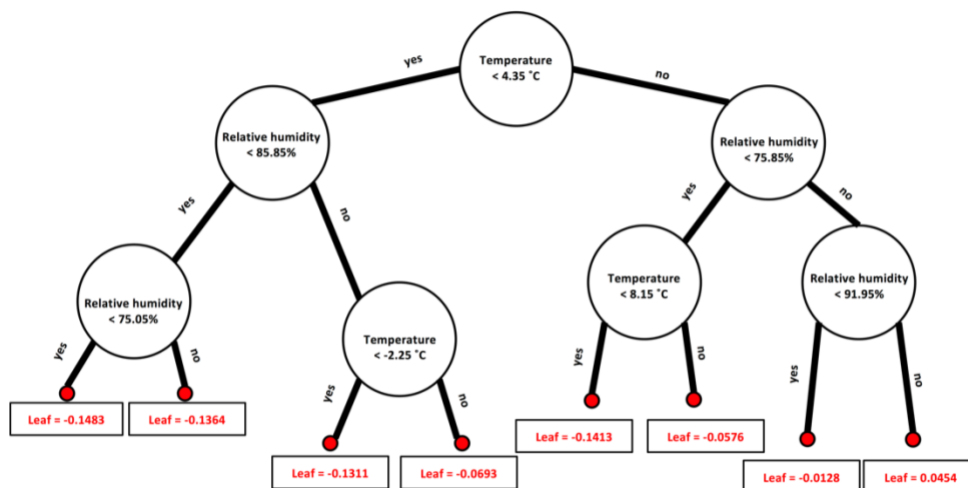 Temperature
< 4.35 ˚C
yes
no
Relative humidity
< 85.85%
Relative humidity
< 75.85%
yes
no
yes
no
Relative humidity
< 75.05%
Temperature
< -2.25 ˚C
Temperature
< 8.15 ˚C
Relative humidity
< 91.95%
yes
no
yes
no
yes
no
yes
no
Leaf = -0.1483
Leaf = -0.1364
Leaf = -0.1311
Leaf = -0.0693
Leaf = -0.1413
Leaf = -0.0576
Leaf = -0.0128
Leaf = 0.0454